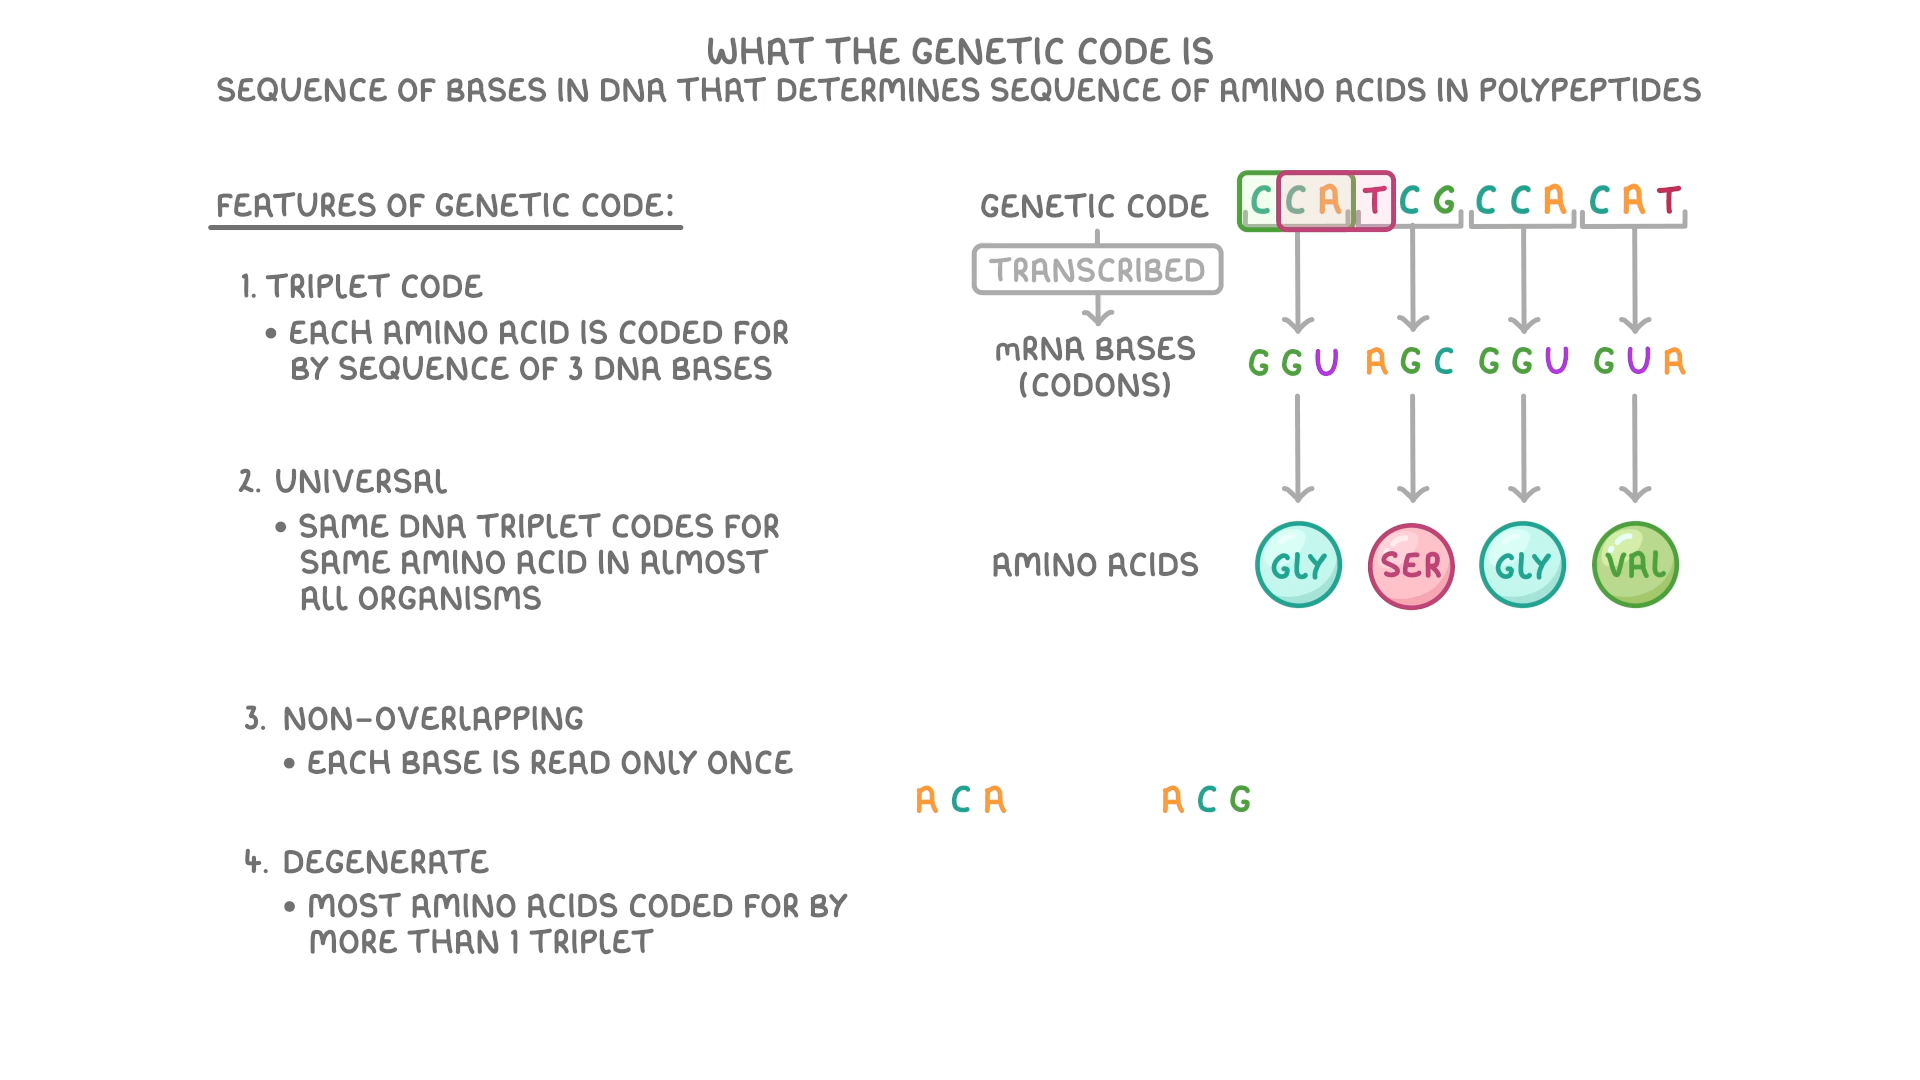 WHAT THE GENETIC CODE IS
SEQUENCE OF BASES IN DNA THAT DETERMINES SEQUENCE OF AMINO ACIDS IN POLYPEPTIDES
FEATURES OF GENETIC CODE:
1. TRIPLET CODE
• EACH AMINO ACID IS CODED FOR
BY SEQUENCE OF 3 DNA BASES
2. UNIVERSAL
• SAME DNA TRIPLET CODES FOR
SAME AMINO ACID IN ALMOST
ALL ORGANISMS
3. NON-OVERLAPPING
• EACH BASE IS READ ONLY ONCE
4. DEGENERATE
• MOST AMINO ACIDS CODED FOR BY
MORE THAN 1 TRIPLET
GENETIC CODE
C C A T C G C C A C A T
TRANSCRIBED
mRNA BASES
(CODONS)
G G U A G C G G U G U A
AMINO ACIDS
GLY SER GLY VAL
A C A A C G